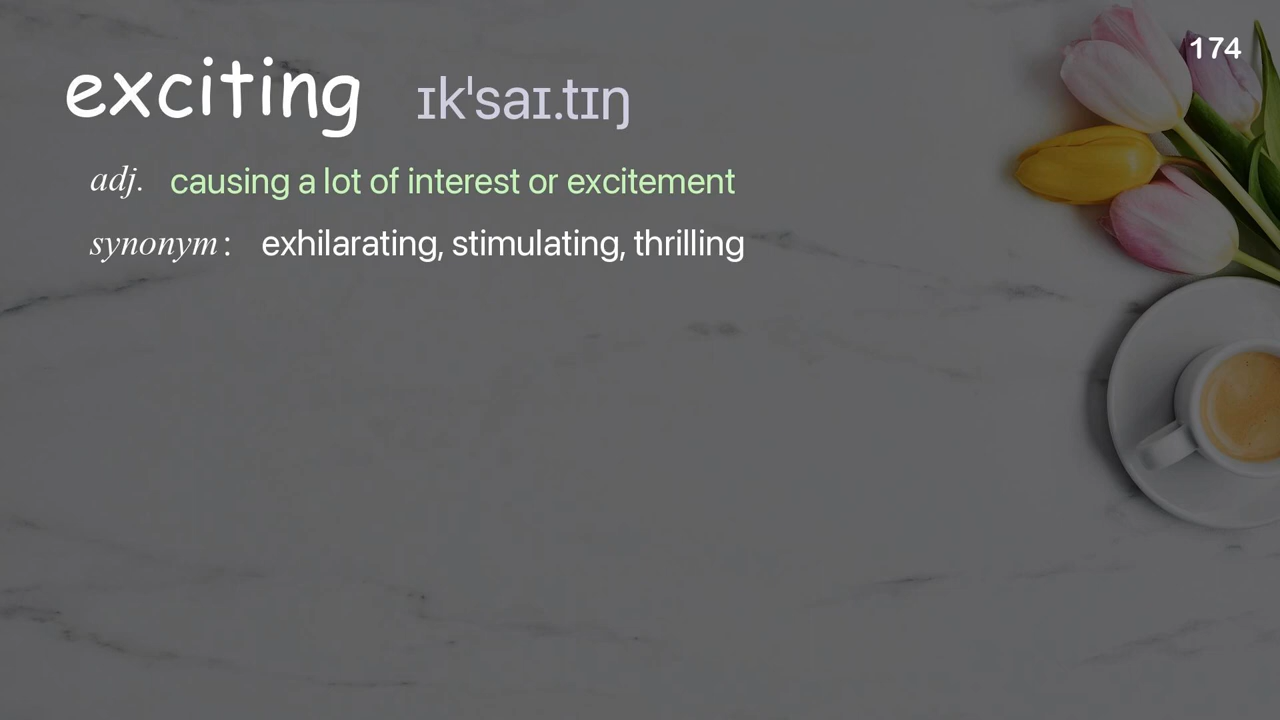 174
exciting ɪkˈsaɪ.tɪŋ
adj. causing a lot of interest or excitement
synonym: exhilarating, stimulating, thrilling